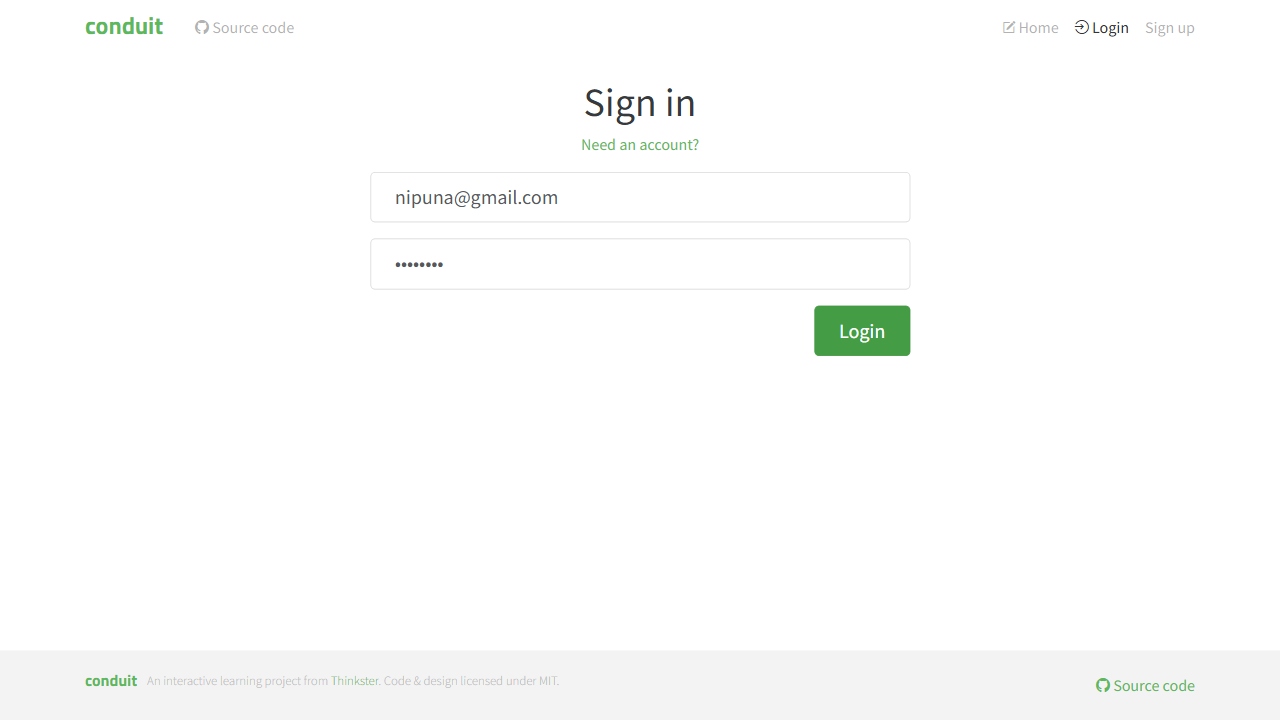 conduit Source code Home Login Sign up
Sign in
Need an account?
nipuna@gmail.com
••••••••
Login
conduit An interactive learning project from Thinkster. Code & design licensed under MIT. Source code